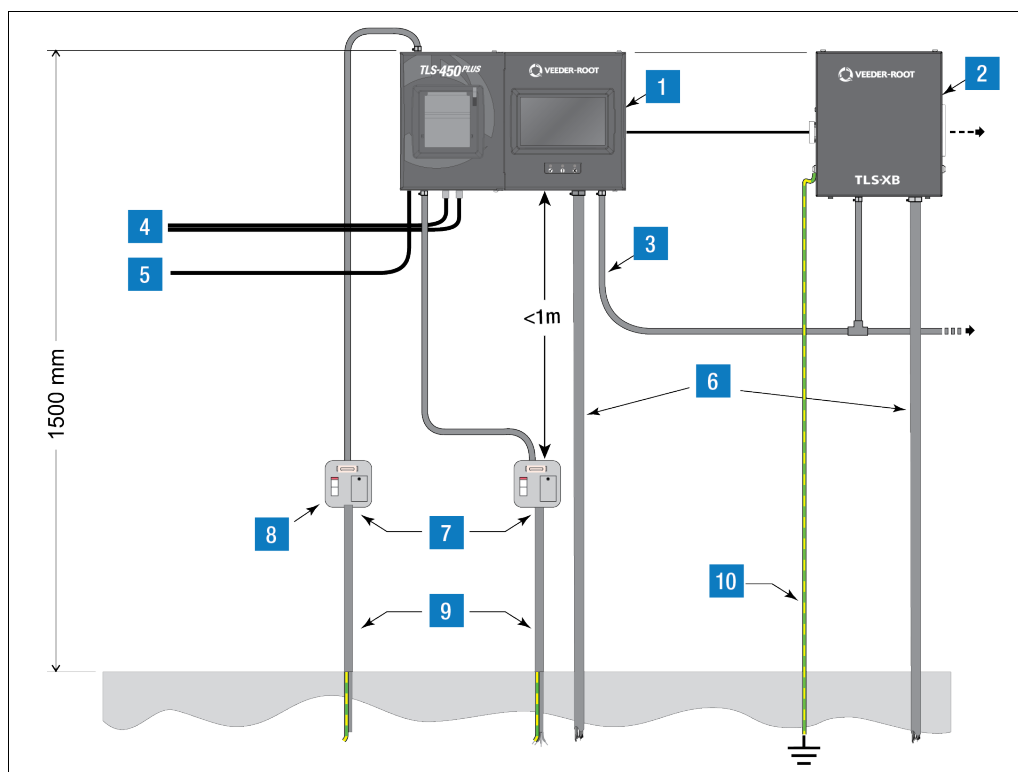 TLS-450PLUS
VEEDER-ROOT
1
VEEDER-ROOT
2
TLS-XB
4
5
3
<1m
1500 mm
6
8
7
9
10